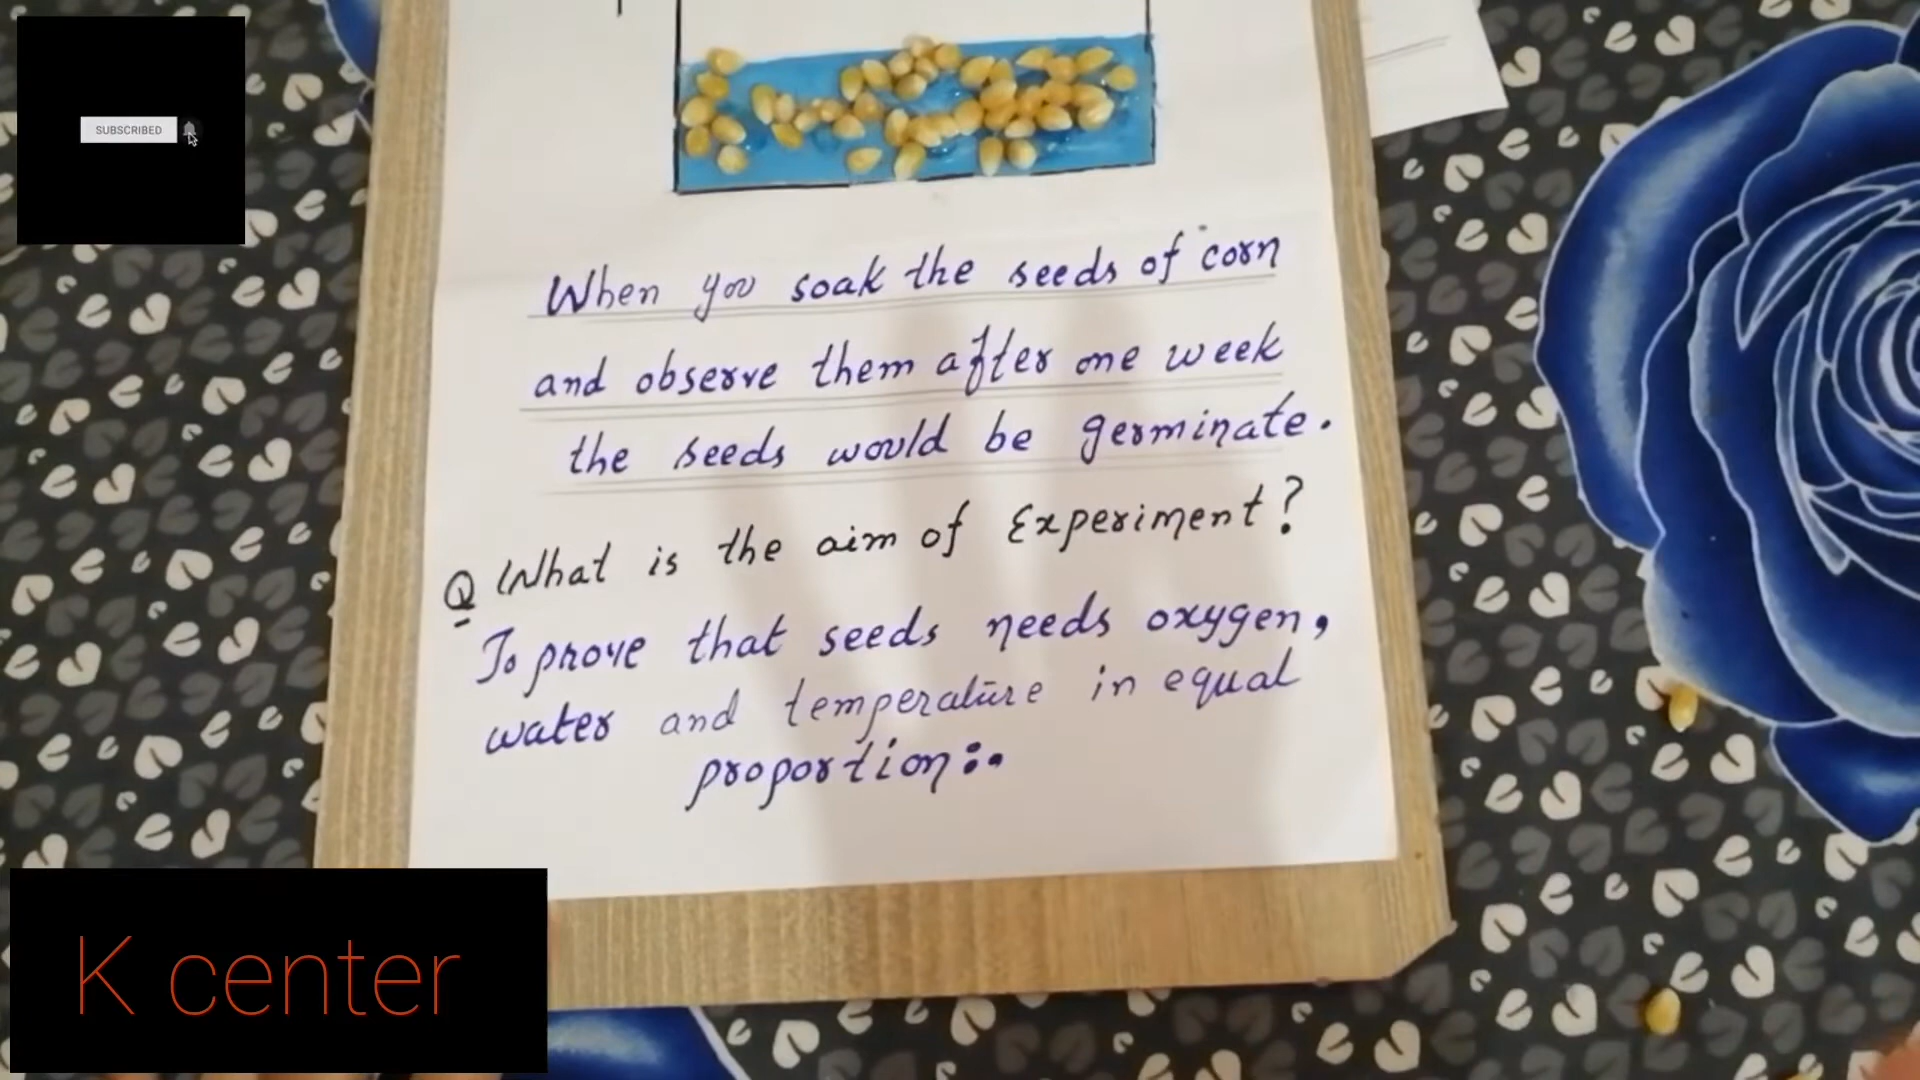 SUBSCRIBED
When you soak the seeds of corn
and observe them after one week
the seeds would be germinate.
Q What is the aim of Experiment?
To prove that seeds needs oxygen,
water and temperature in equal
proportion:.
K center